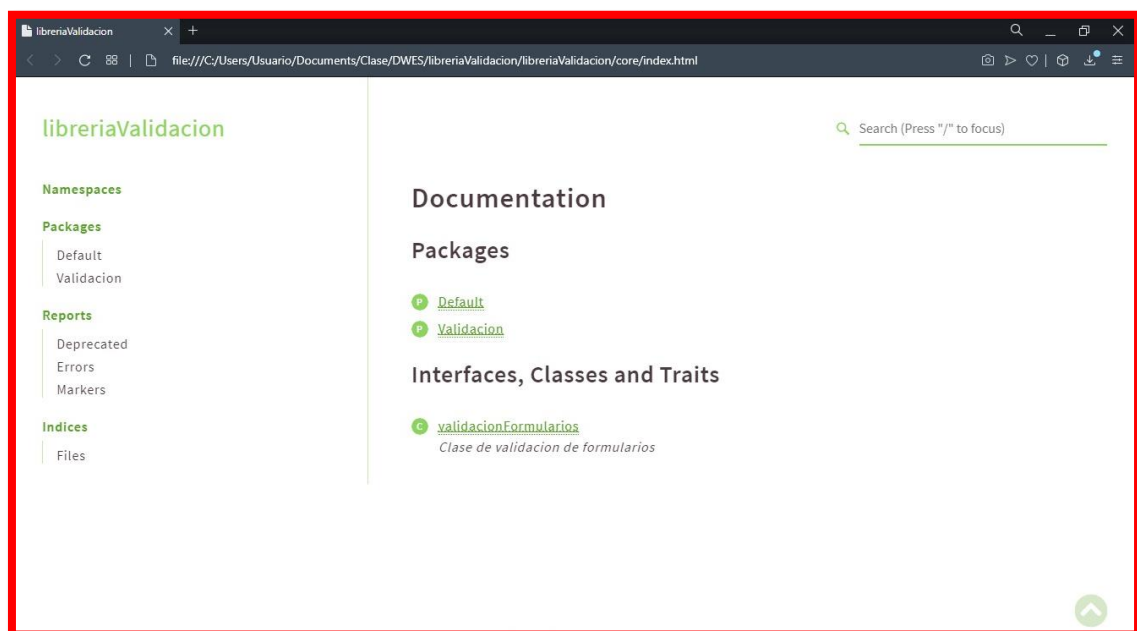 libreriaValidacion
file:///C:/Users/Usuario/Documents/Clase/DWES/libreriaValidacion/libreriaValidacion/core/index.html
libreriaValidacion
Search (Press "/" to focus)
Namespaces
Packages
Default
Validacion
Reports
Deprecated
Errors
Markers
Indices
Files
Documentation
Packages
P Default
P Validacion
Interfaces, Classes and Traits
C validacionFormularios
Clase de validacion de formularios